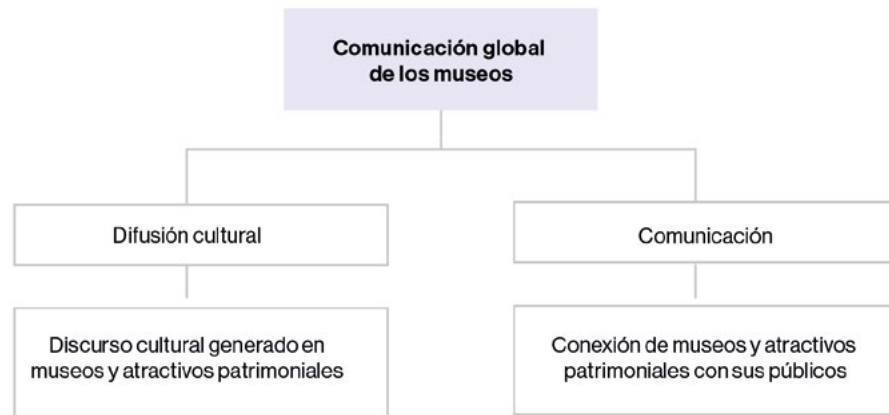 Comunicación global
de los museos
Difusión cultural
Comunicación
Discurso cultural generado en
museos y atractivos patrimoniales
Conexión de museos y atractivos
patrimoniales con sus públicos